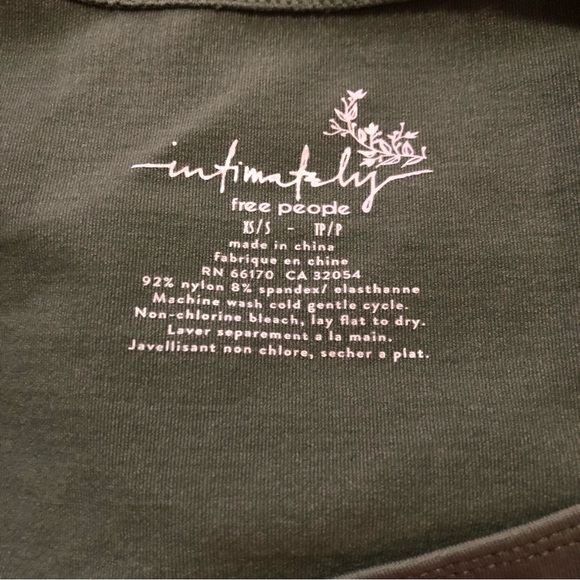 intimately
free people
XS/S - TP/P
made in china
fabrique en chine
RN 66170 CA 32054
92% nylon 8% spandex/ elasthanne
Machine wash cold gentle cycle.
Non-chlorine bleach, lay flat to dry.
Laver separement a la main.
Javellisant non chlore, secher a plat.